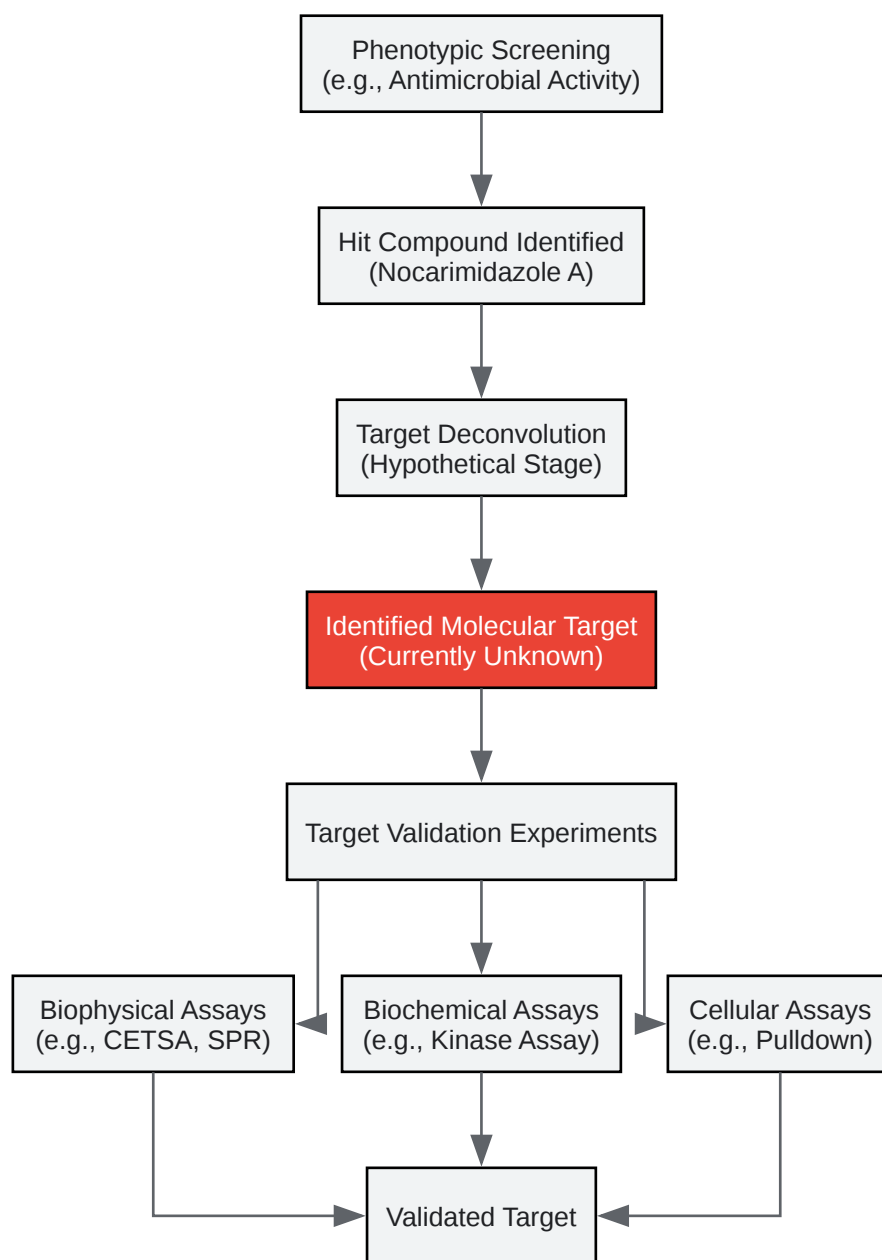 Phenotypic Screening
(e.g., Antimicrobial Activity)
Hit Compound Identified
(Nocarimidazole A)
Target Deconvolution
(Hypothetical Stage)
Identified Molecular Target
(Currently Unknown)
Target Validation Experiments
Biophysical Assays
(e.g., CETSA, SPR)
Biochemical Assays
(e.g., Kinase Assay)
Cellular Assays
(e.g., Pulldown)
Validated Target